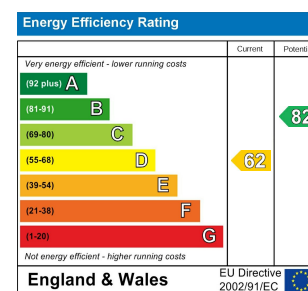 Energy Efficiency Rating
Current Potenti
Very energy efficient - lower running costs
(92 plus) A
(81-91) B
(69-80) C
(55-68) D
(39-54) E
(21-38) F
(1-20) G
62
82
Not energy efficient - higher running costs
England & Wales
EU Directive
2002/91/EC